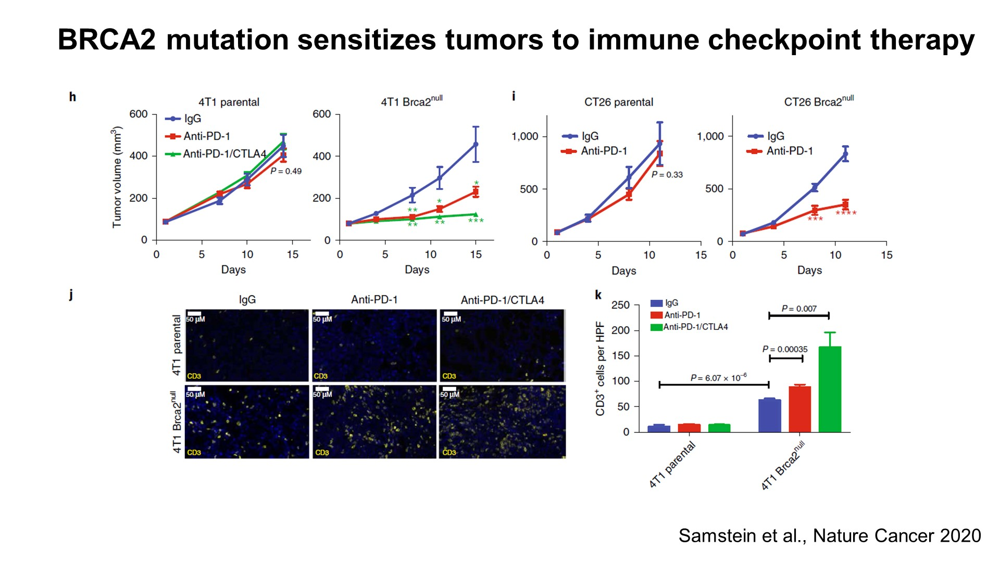 BRCA2 mutation sensitizes tumors to immune checkpoint therapy
h
4T1 parental
4T1 Brca2null
600
400
200
0
Tumor volume (mm3)
IgG
Anti-PD-1
Anti-PD-1/CTLA4
P = 0.49
0 5 10 15
Days
600
400
200
0
** * *
** ** ***
0 5 10 15
Days
i
CT26 parental
CT26 Brca2null
1,000
500
0
IgG
Anti-PD-1
P = 0.33
0 5 10 15
Days
1,000
500
0
IgG
Anti-PD-1
*** ****
0 5 10 15
Days
j
IgG Anti-PD-1 Anti-PD-1/CTLA4
4T1 parental
50 µM 50 µM 50 µM
CD3 CD3 CD3
4T1 Brca2null
50 µM 50 µM 50 µM
CD3 CD3 CD3
k
CD3+ cells per HPF
250
200
150
100
50
0
IgG
Anti-PD-1
Anti-PD-1/CTLA4
P = 0.007
P = 0.00035
P = 6.07 × 10−6
4T1 parental
4T1 Brca2null
Samstein et al., Nature Cancer 2020